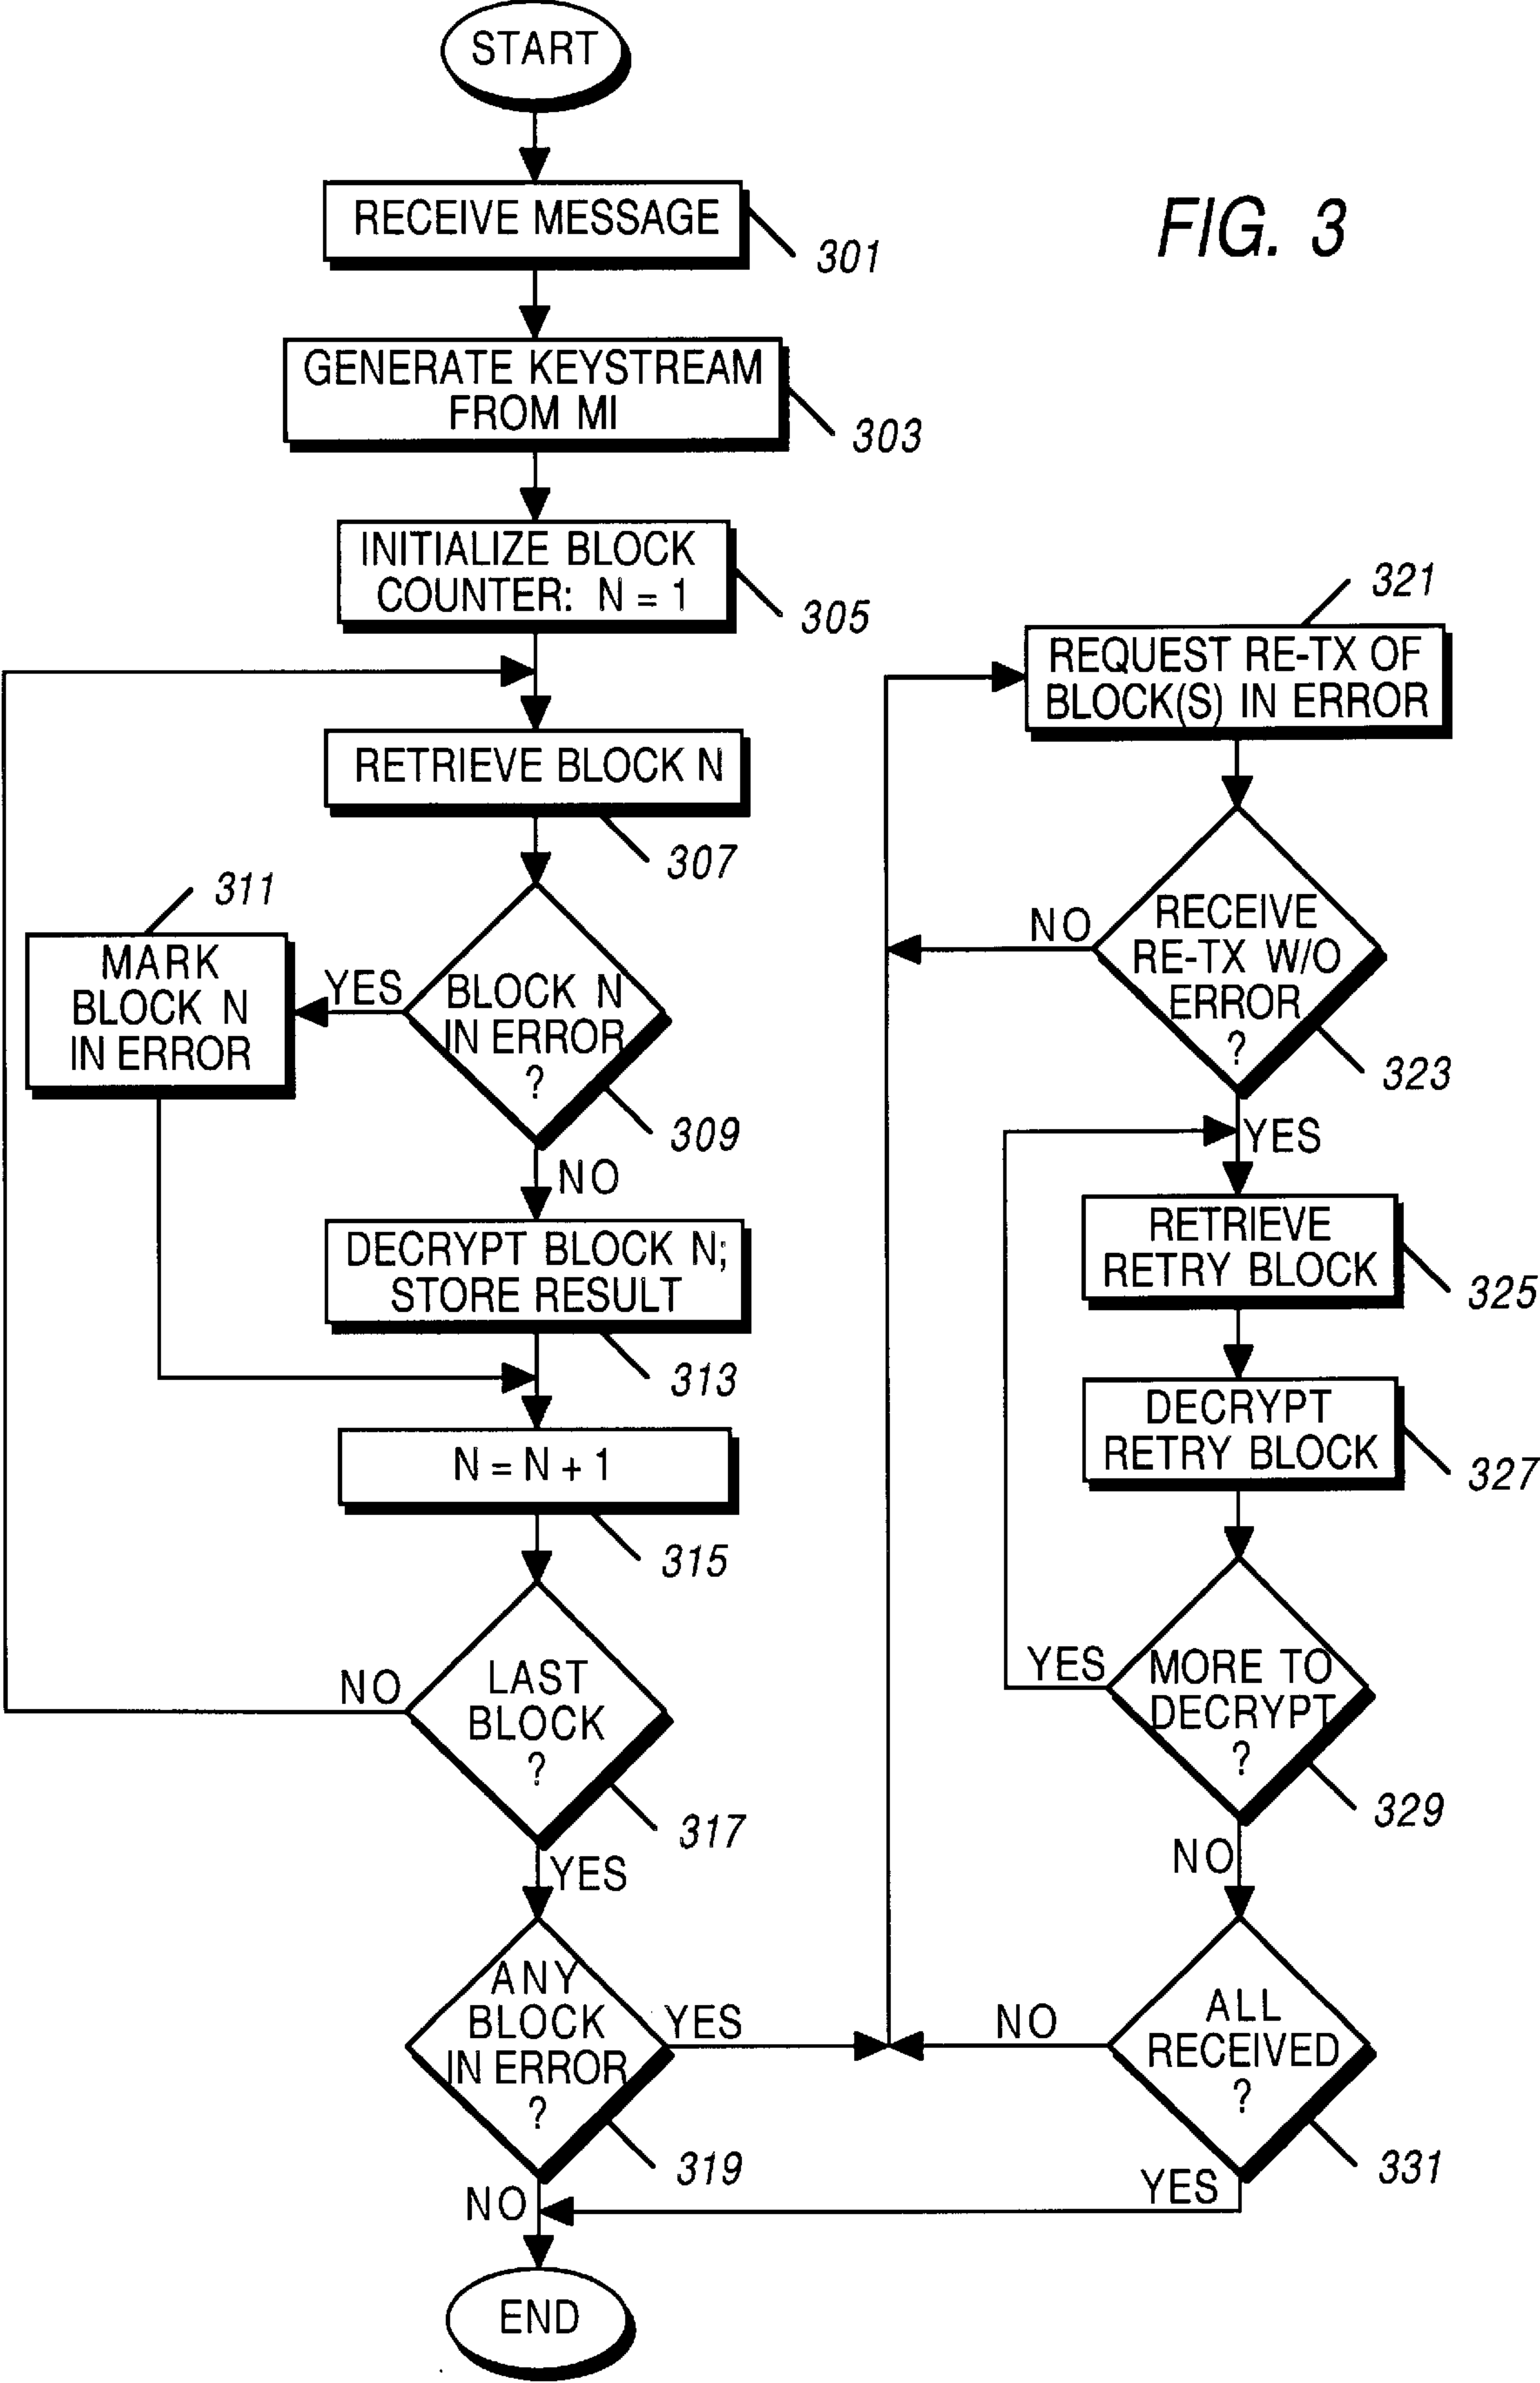 START
RECEIVE MESSAGE
301
FIG. 3
GENERATE KEYSTREAM
FROM MI
303
INITIALIZE BLOCK
COUNTER: N = 1
305
RETRIEVE BLOCK N
307
311
MARK
BLOCK N
IN ERROR
YES
BLOCK N
IN ERROR
?
309
NO
DECRYPT BLOCK N;
STORE RESULT
313
N = N + 1
315
NO
LAST
BLOCK
?
317
YES
ANY
BLOCK
IN ERROR
?
YES
319
NO
END
321
REQUEST RE-TX OF
BLOCK(S) IN ERROR
NO
RECEIVE
RE-TX W/O
ERROR
?
323
YES
RETRIEVE
RETRY BLOCK
325
DECRYPT
RETRY BLOCK
327
YES
MORE TO
DECRYPT
?
329
NO
NO
ALL
RECEIVED
?
331
YES